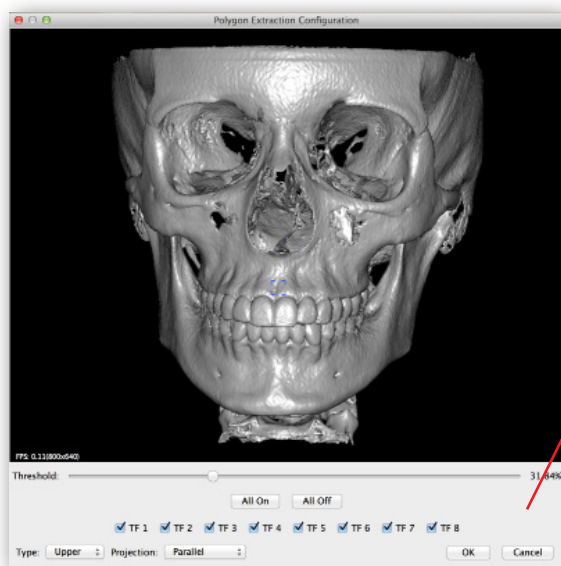 Polygon Extraction Configuration
FPS: 0.11(800x640)
Threshold: 31.84%
All On All Off
TF 1 TF 2 TF 3 TF 4 TF 5 TF 6 TF 7 TF 8
Type: Upper Projection: Parallel OK Cancel